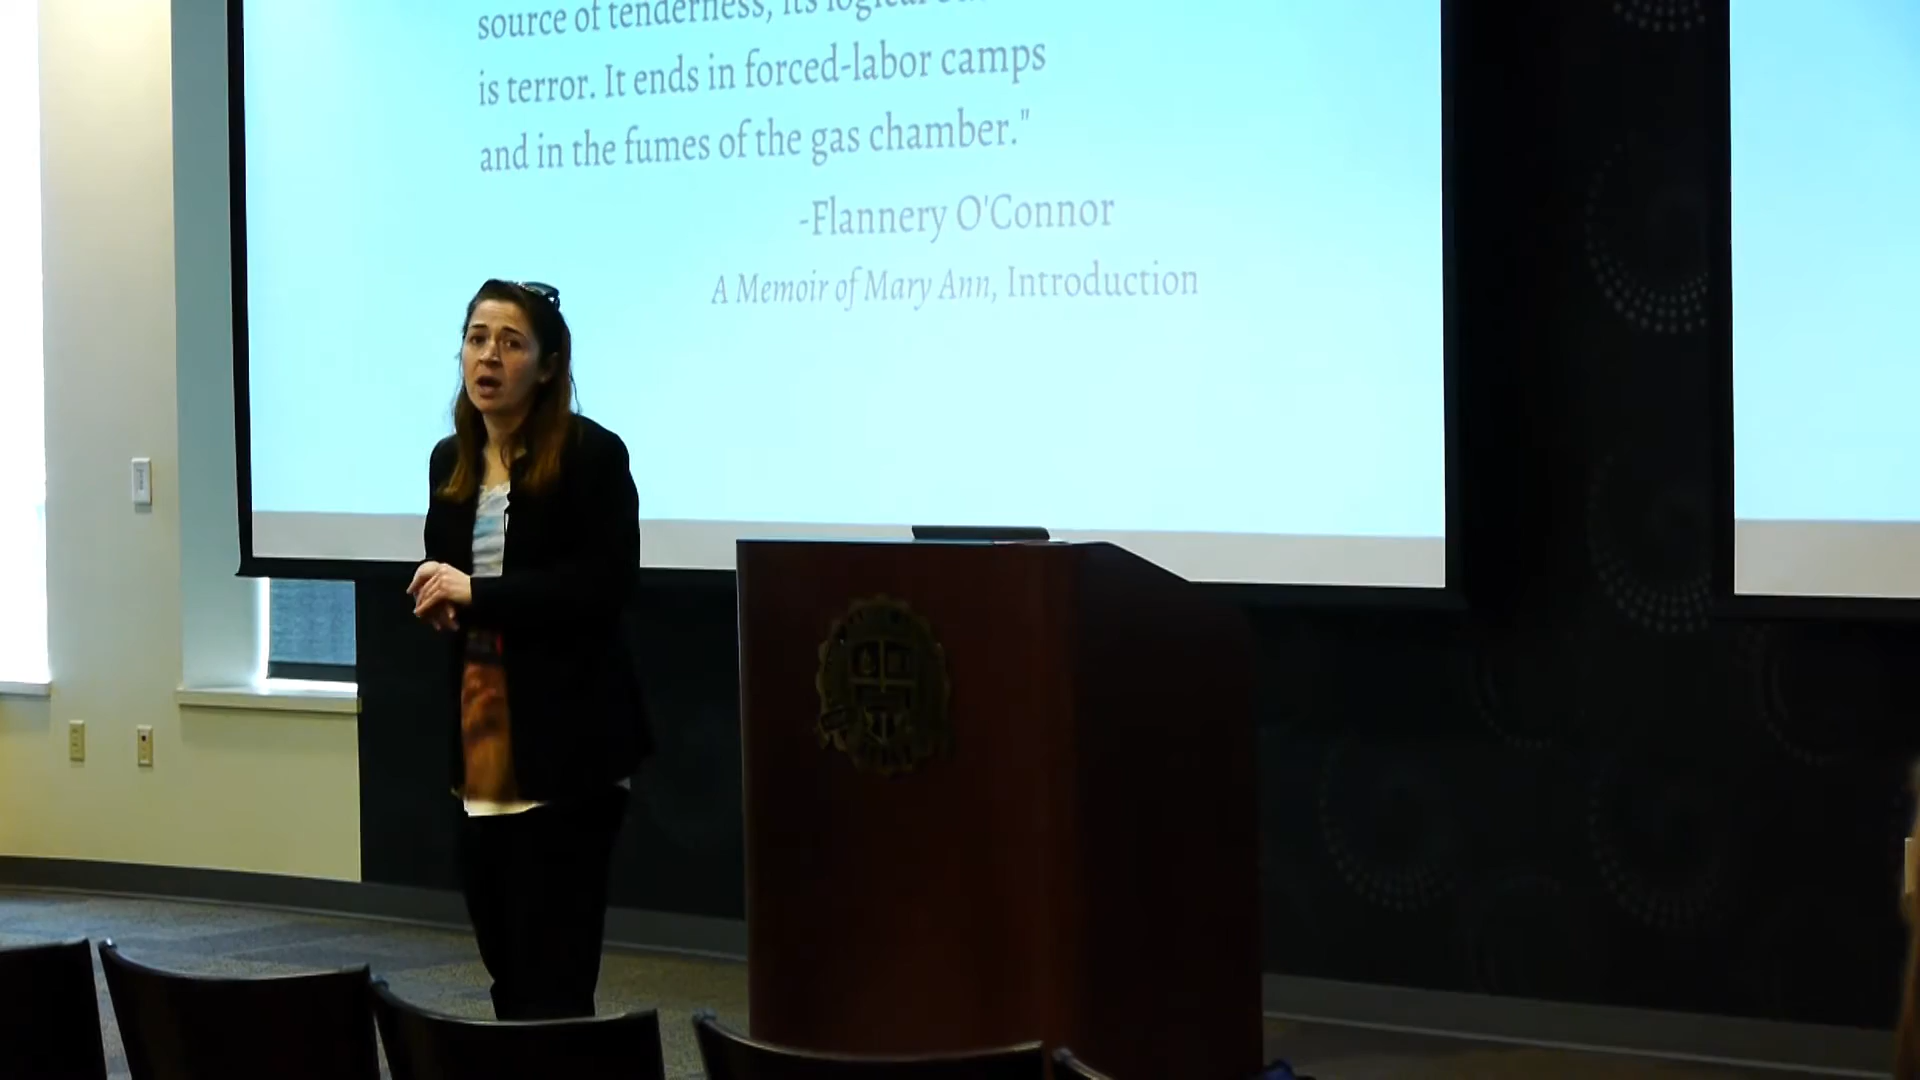 source of tenderness, its logical
is terror. It ends in forced-labor camps
and in the fumes of the gas chamber."
-Flannery O'Connor
A Memoir of Mary Ann, Introduction